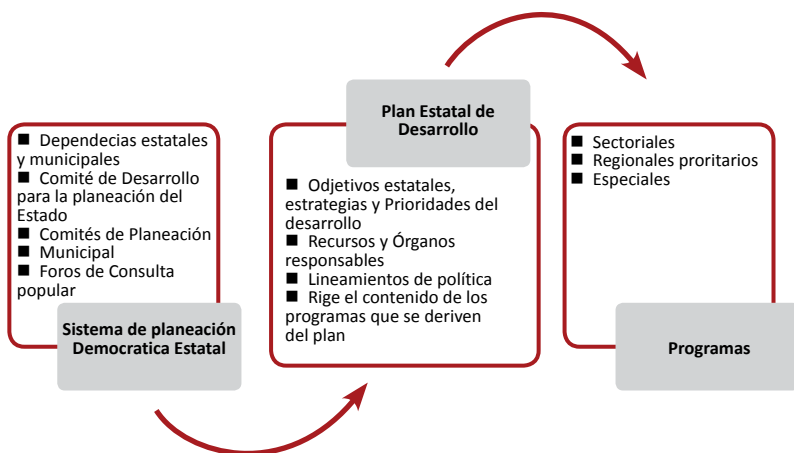 ■ Dependecias estatales
y municipales
■ Comité de Desarrollo
para la planeación del
Estado
■ Comités de Planeación
■ Municipal
■ Foros de Consulta
popular
Sistema de planeación
Democratica Estatal
Plan Estatal de
Desarrollo
■ Objetivos estatales,
estrategias y Prioridades del
desarrollo
■ Recursos y Órganos
responsables
■ Lineamientos de política
■ Rige el contenido de los
programas que se deriven
del plan
■ Sectoriales
■ Regionales proritarios
■ Especiales
Programas